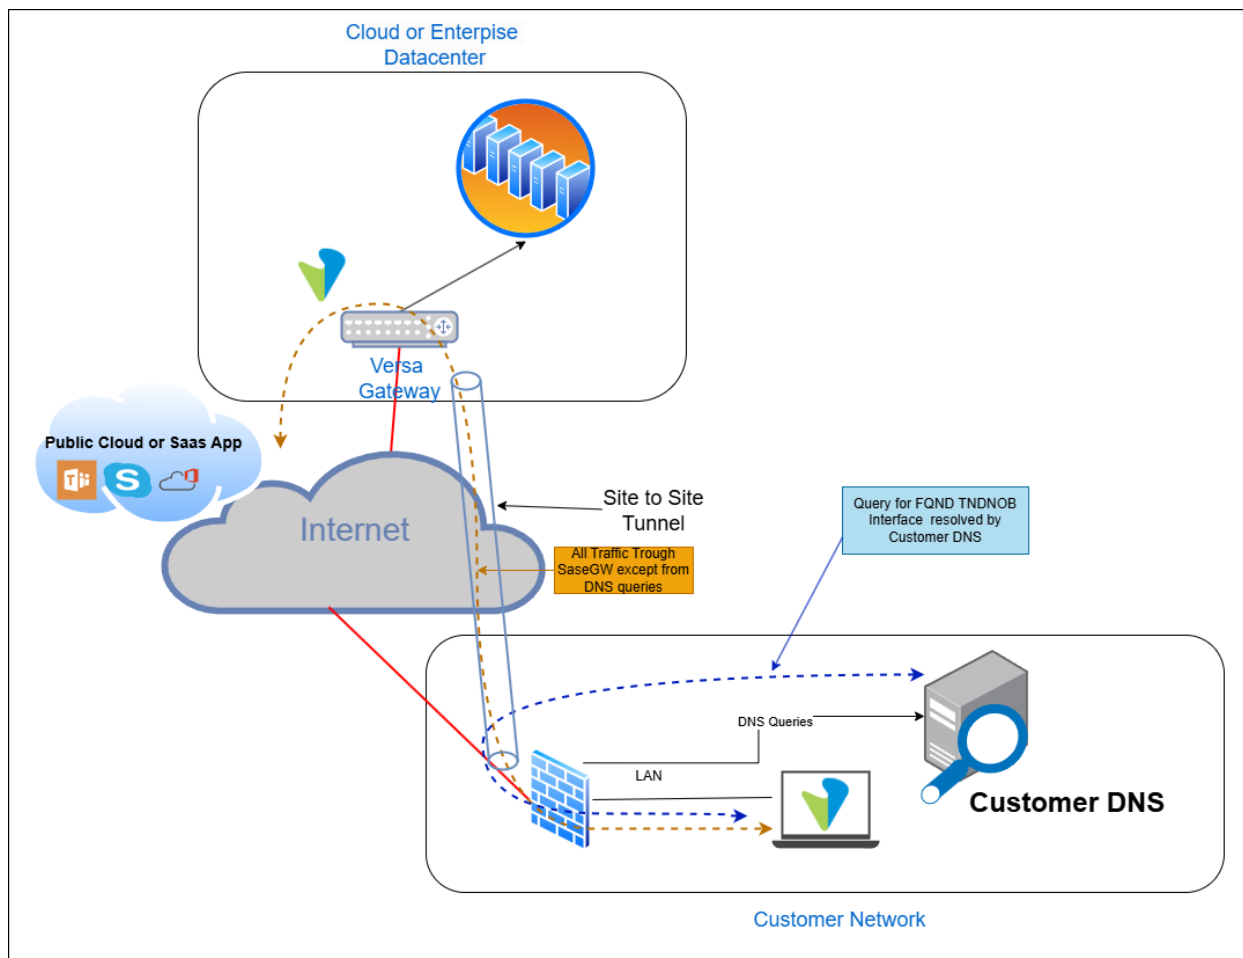 Cloud or Enterpise
Datacenter
Versa
Gateway
Public Cloud or Saas App
T
S
Internet
Site to Site
Tunnel
Query for FQND TNDNOB
Interface resolved by
Customer DNS
All Traffic Trough
SaseGW except from
DNS queries
DNS Queries
LAN
Customer DNS
Customer Network